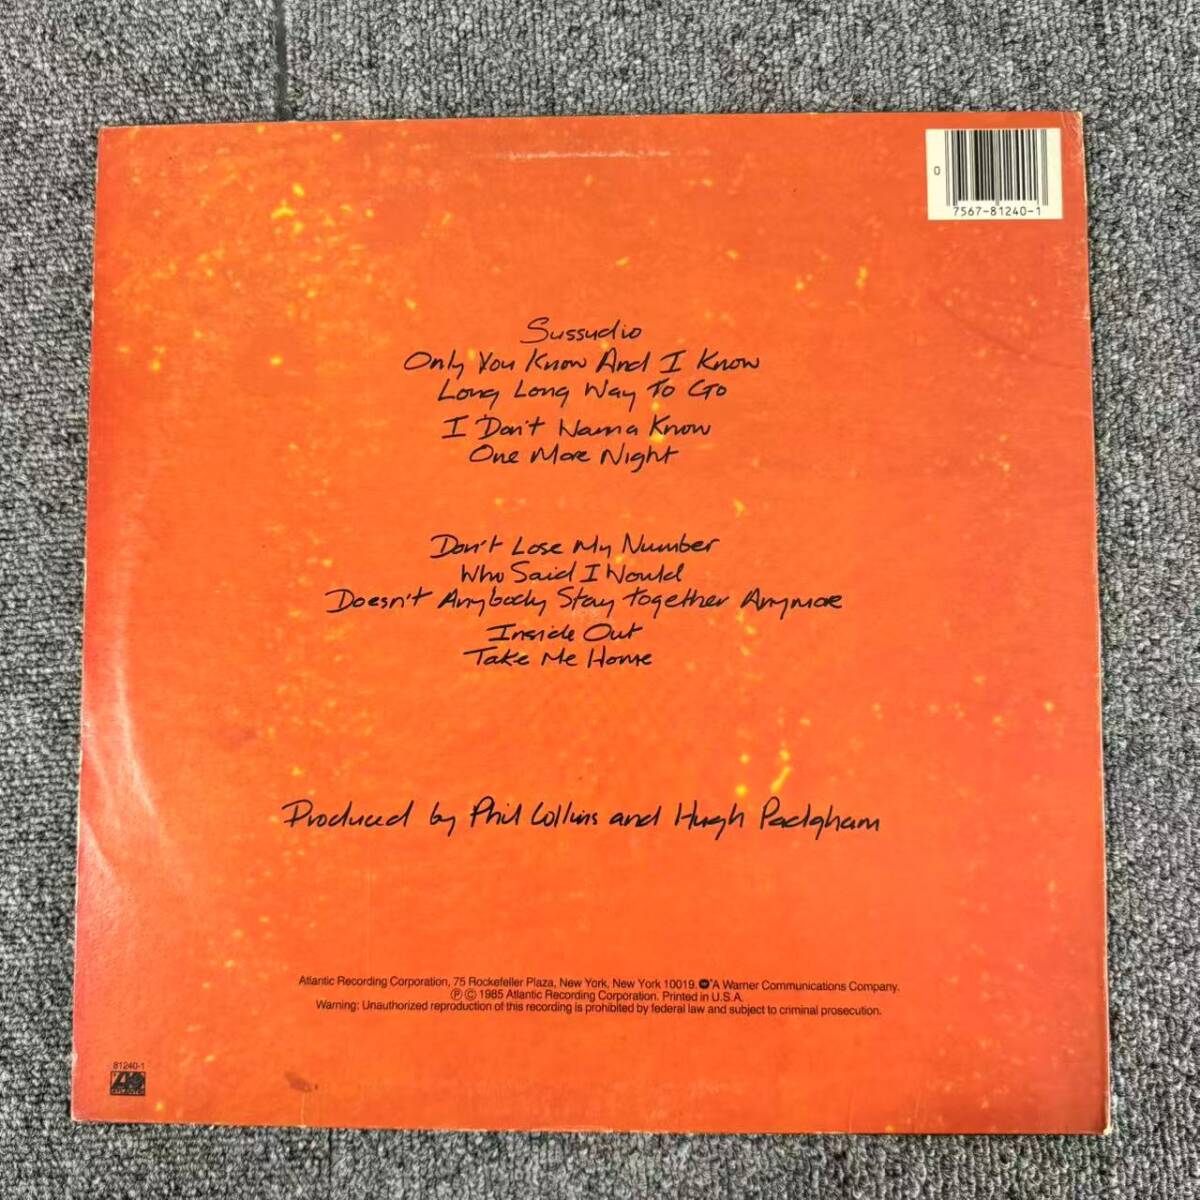 0
7567-81240-1
Sussudio
Only You Know And I Know
Long Long Way To Go
I Don't Wanna Know
One More Night
Don't Lose My Number
Who Said I Would
Doesn't Anybody Stay Together Anymore
Inside Out
Take Me Home
Produced by Phil Collins and Hugh Padgham
Atlantic Recording Corporation, 75 Rockefeller Plaza, New York, New York 10019. A Warner Communications Company.
Ⓟ © 1985 Atlantic Recording Corporation. Printed in U.S.A.
Warning: Unauthorized reproduction of this recording is prohibited by federal law and subject to criminal prosecution.
81240-1